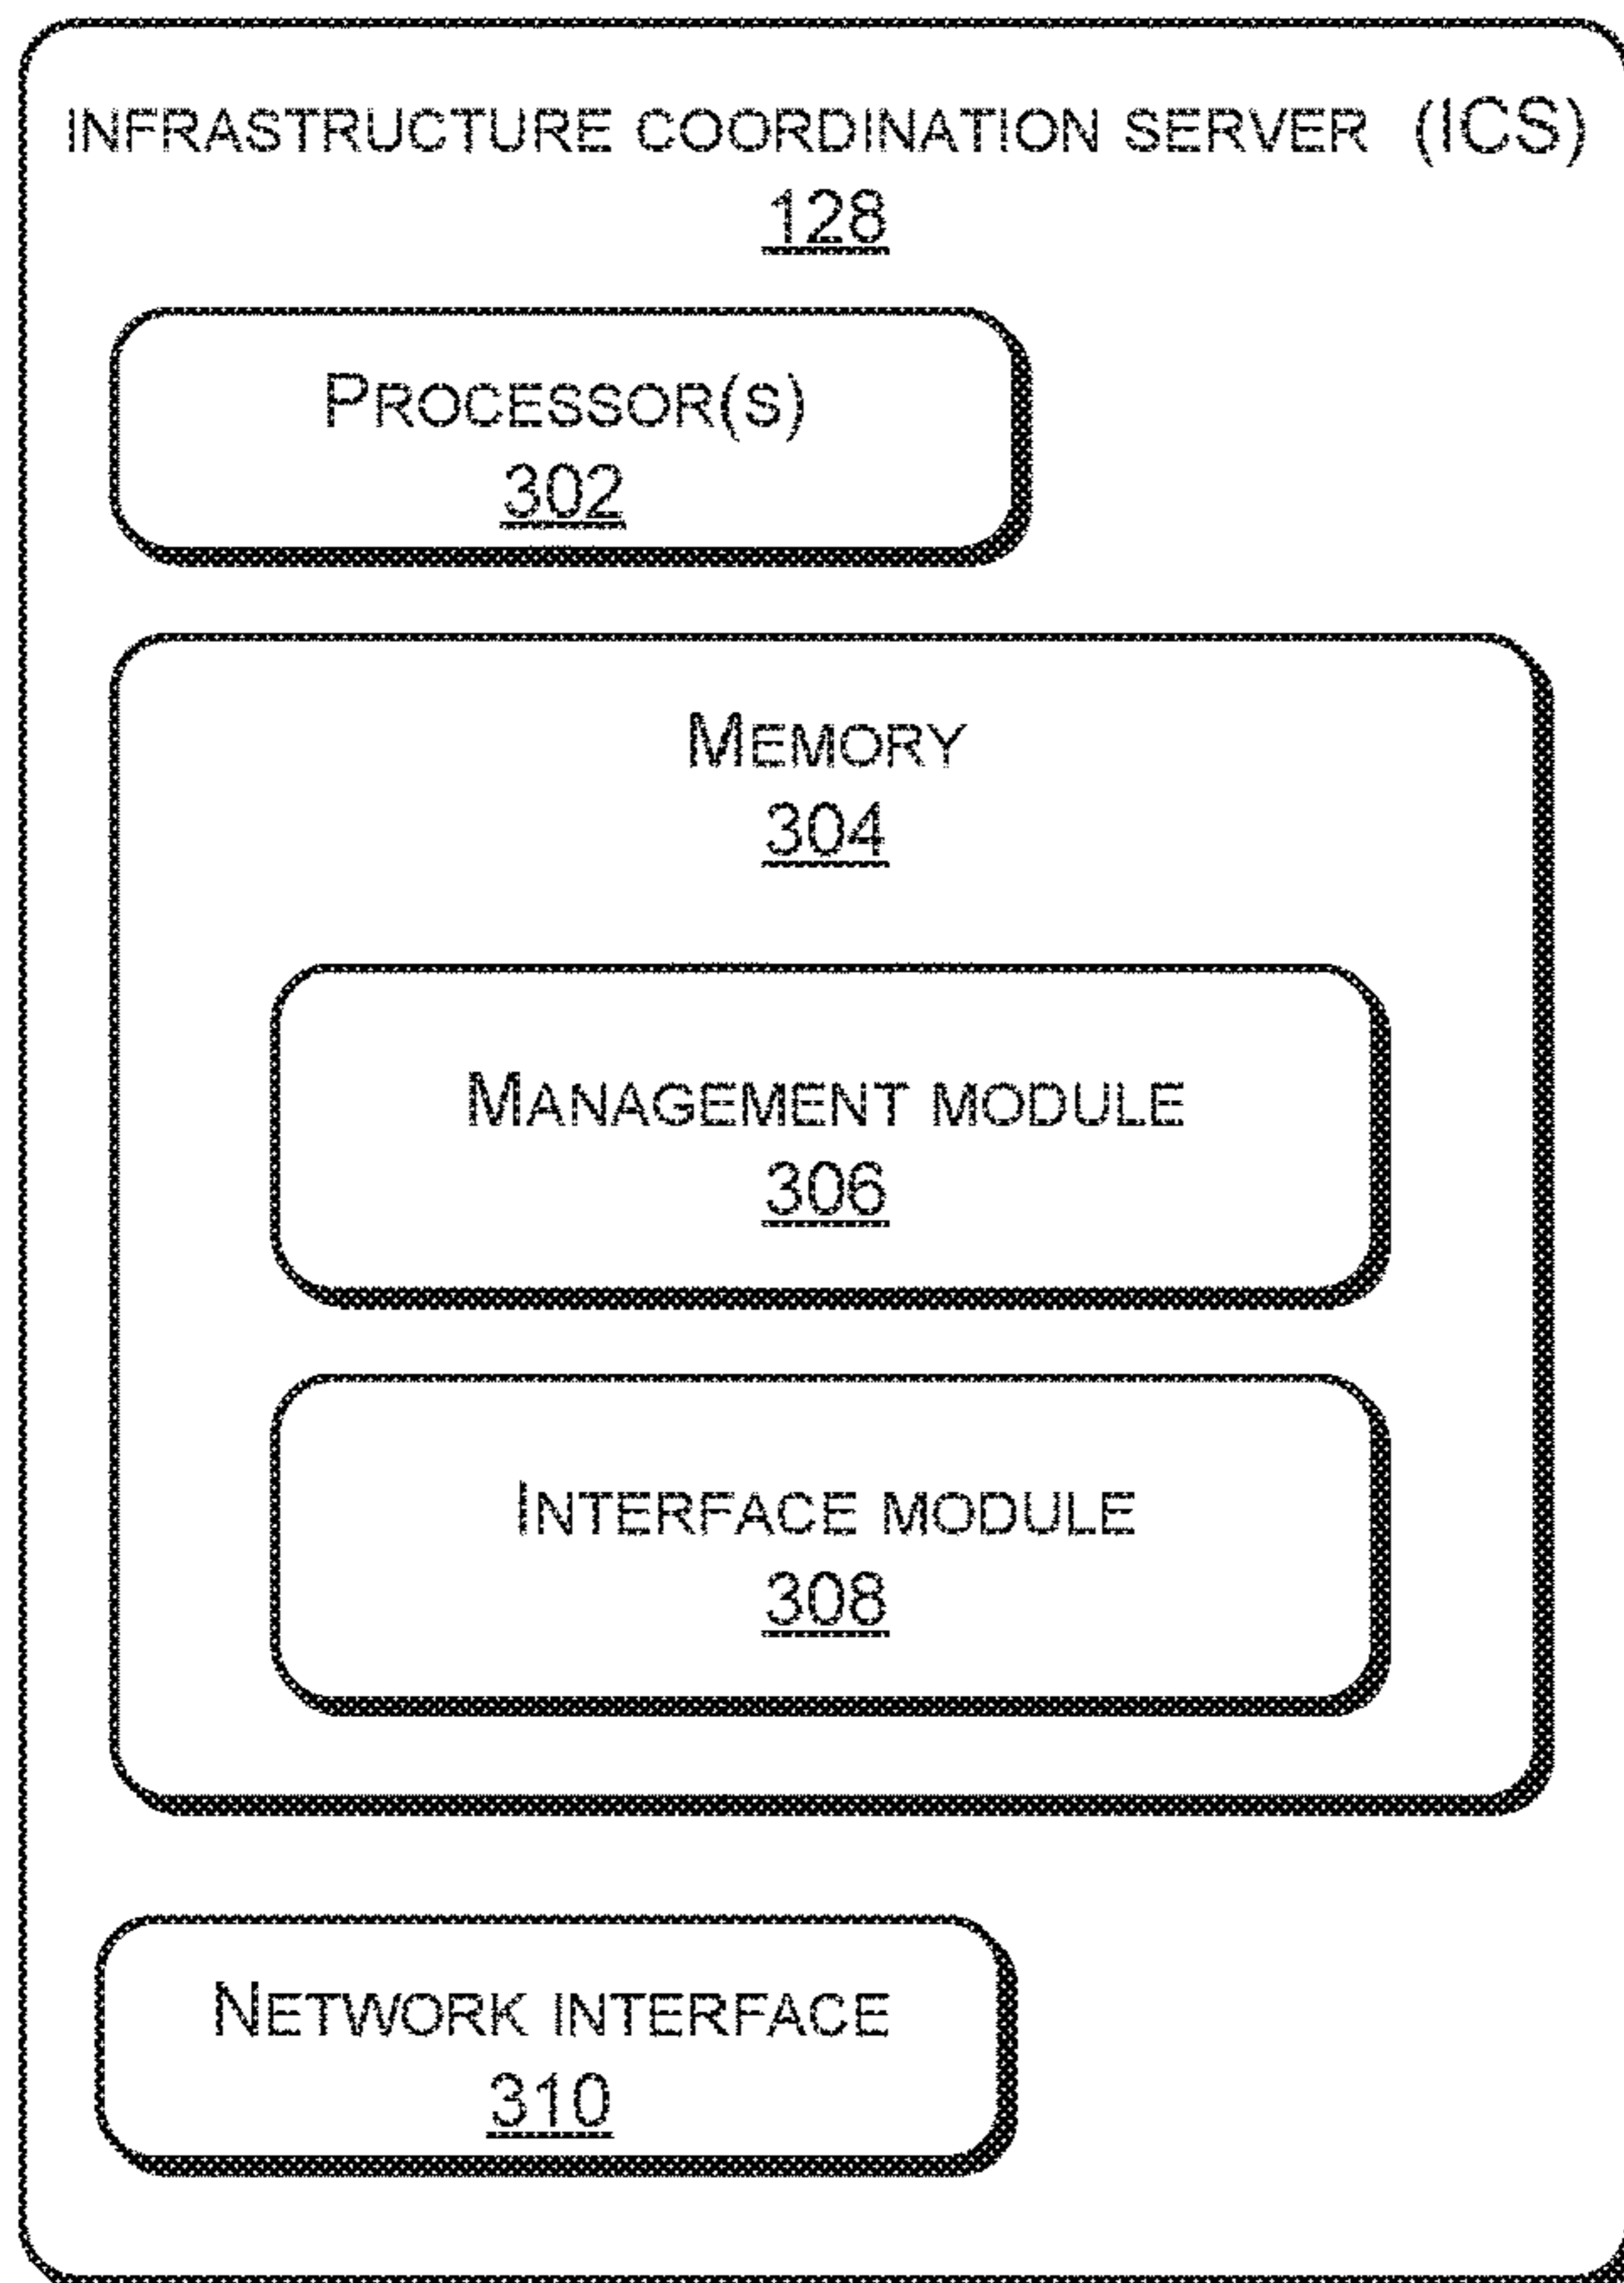 INFRASTRUCTURE COORDINATION SERVER (ICS)
128
PROCESSOR(S)
302
MEMORY
304
MANAGEMENT MODULE
306
INTERFACE MODULE
308
NETWORK INTERFACE
310